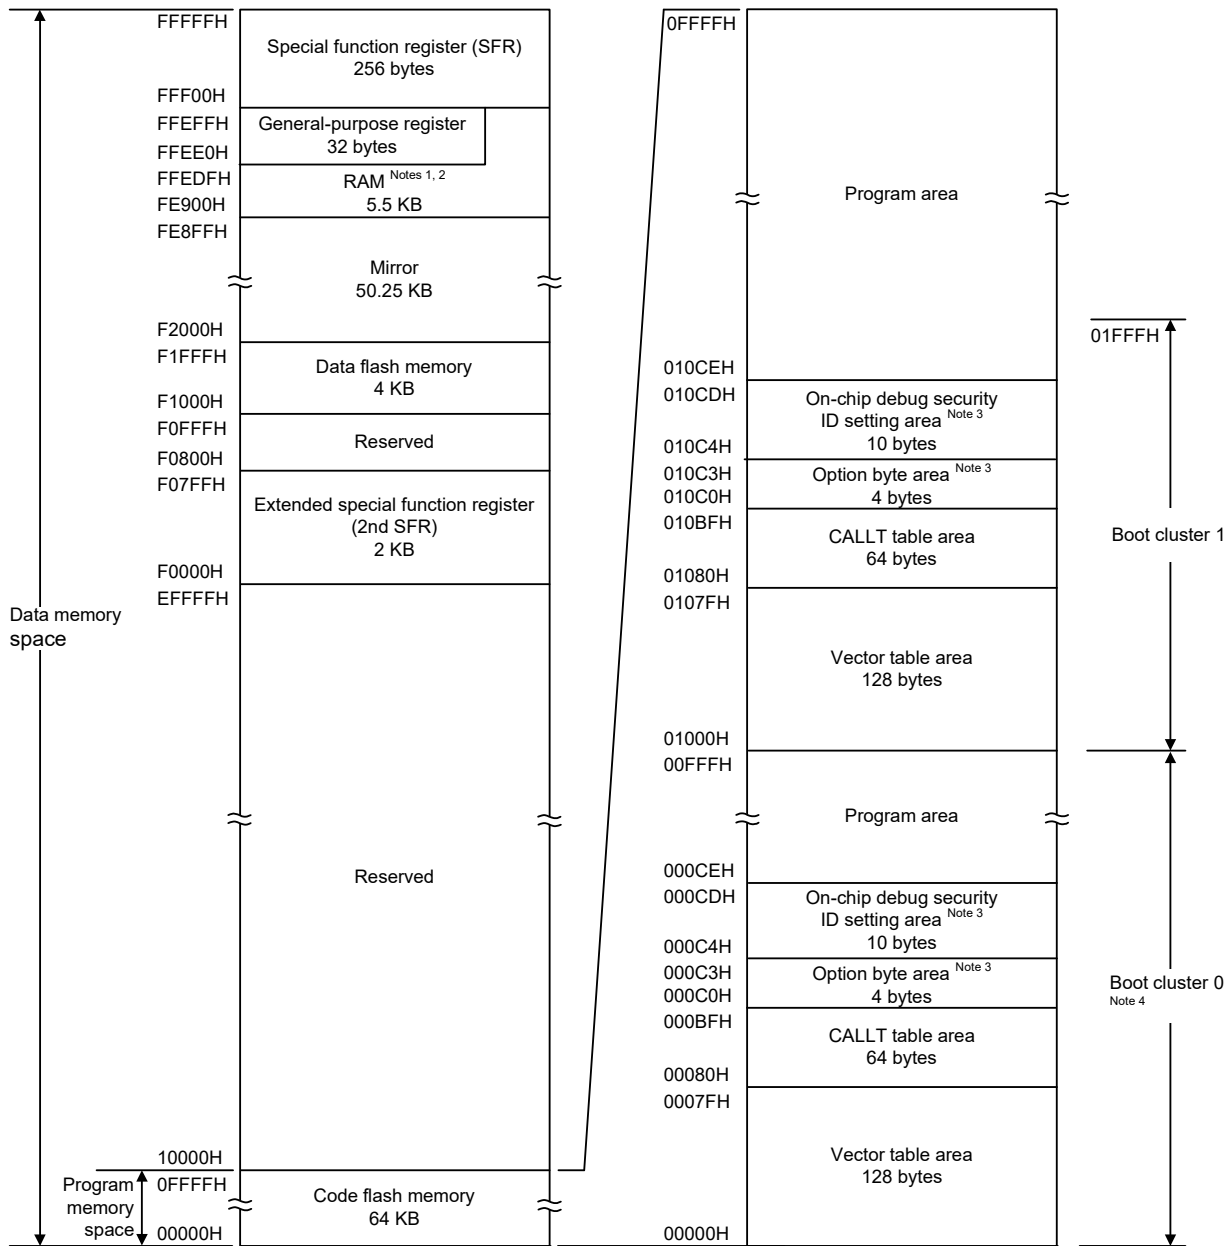 FFFFFH
Special function register (SFR)
256 bytes
FFF00H
FFEFFH
General-purpose register
32 bytes
FFEE0H
FFEDFH
RAM Notes 1, 2
5.5 KB
FE900H
FE8FFH
Mirror
50.25 KB
F2000H
F1FFFH
Data flash memory
4 KB
F1000H
F0FFFH
Reserved
F0800H
F07FFH
Extended special function register
(2nd SFR)
2 KB
F0000H
EFFFFH
Data memory
space
Reserved
10000H
0FFFFH
Program
memory
space
Code flash memory
64 KB
00000H
0FFFFH
Program area
01FFFH
010CEH
010CDH
On-chip debug security
ID setting area Note 3
10 bytes
010C4H
010C3H
Option byte area Note 3
4 bytes
010C0H
010BFH
CALLT table area
64 bytes
Boot cluster 1
01080H
0107FH
Vector table area
128 bytes
01000H
00FFFH
Program area
000CEH
000CDH
On-chip debug security
ID setting area Note 3
10 bytes
000C4H
000C3H
Option byte area Note 3
4 bytes
000C0H
Boot cluster 0
Note 4
000BFH
CALLT table area
64 bytes
00080H
0007FH
Vector table area
128 bytes
00000H